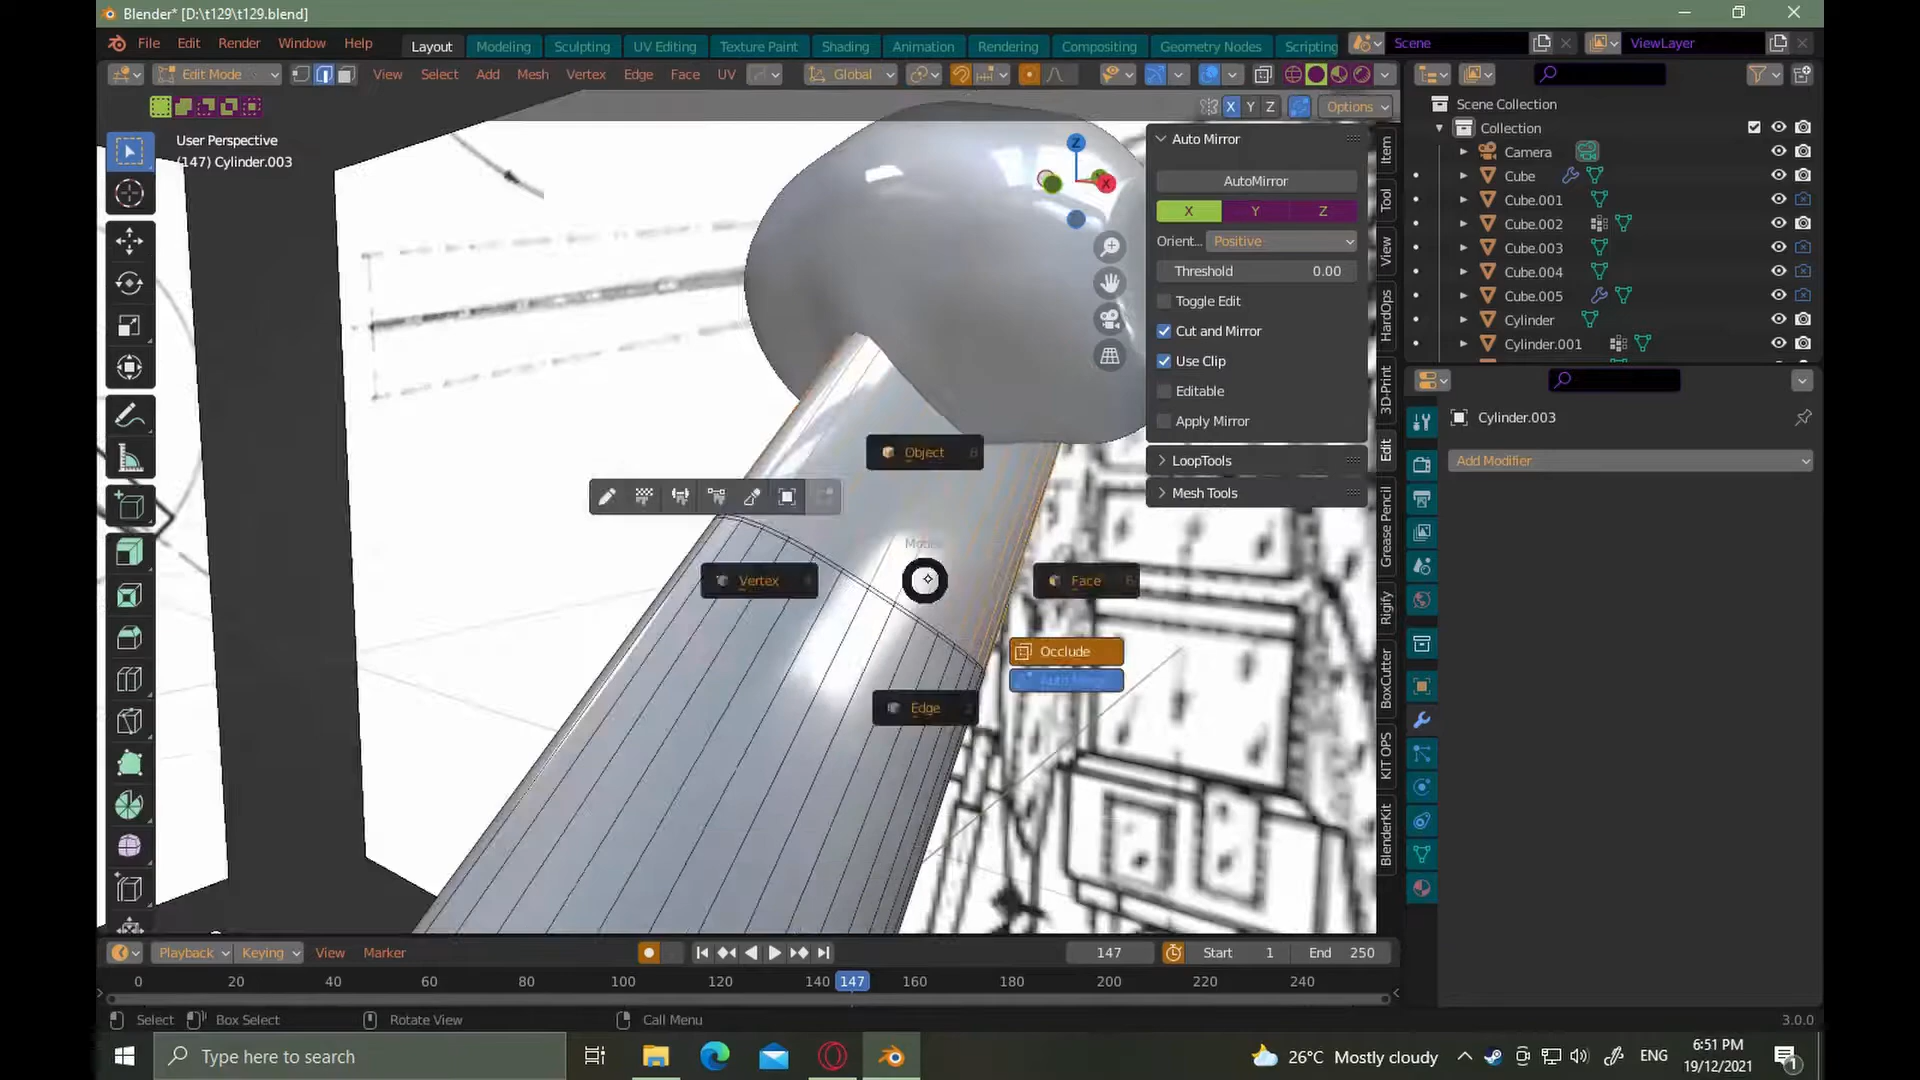 Blender* [D:\t129\t129.blend]
File Edit Render Window Help
Layout Modeling Sculpting UV Editing Texture Paint Shading Animation Rendering Compositing Geometry Nodes Scripting
Scene
ViewLayer
Edit Mode
View Select Add Mesh Vertex Edge Face UV
Global
X Y Z
Options
User Perspective
(147) Cylinder.003
Z
X
Auto Mirror
AutoMirror
X Y Z
Orient... Positive
Threshold 0.00
Toggle Edit
Cut and Mirror
Use Clip
Editable
Apply Mirror
LoopTools
Mesh Tools
Item
Tool
View
HardOps
3D-Print
Edit
Grease Pencil
Rigify
BoxCutter
KIT OPS
BlenderKit
Object
Vertex
Face
Occlude
Edge
Scene Collection
Collection
Camera
Cube
Cube.001
Cube.002
Cube.003
Cube.004
Cube.005
Cylinder
Cylinder.001
Cylinder.003
Add Modifier
Playback Keying View Marker
147
Start 1
End 250
0 20 40 60 80 100 120 140 147 160 180 200 220 240
Select Box Select Rotate View Call Menu
3.0.0
Type here to search
26°C Mostly cloudy
ENG
6:51 PM
19/12/2021
1